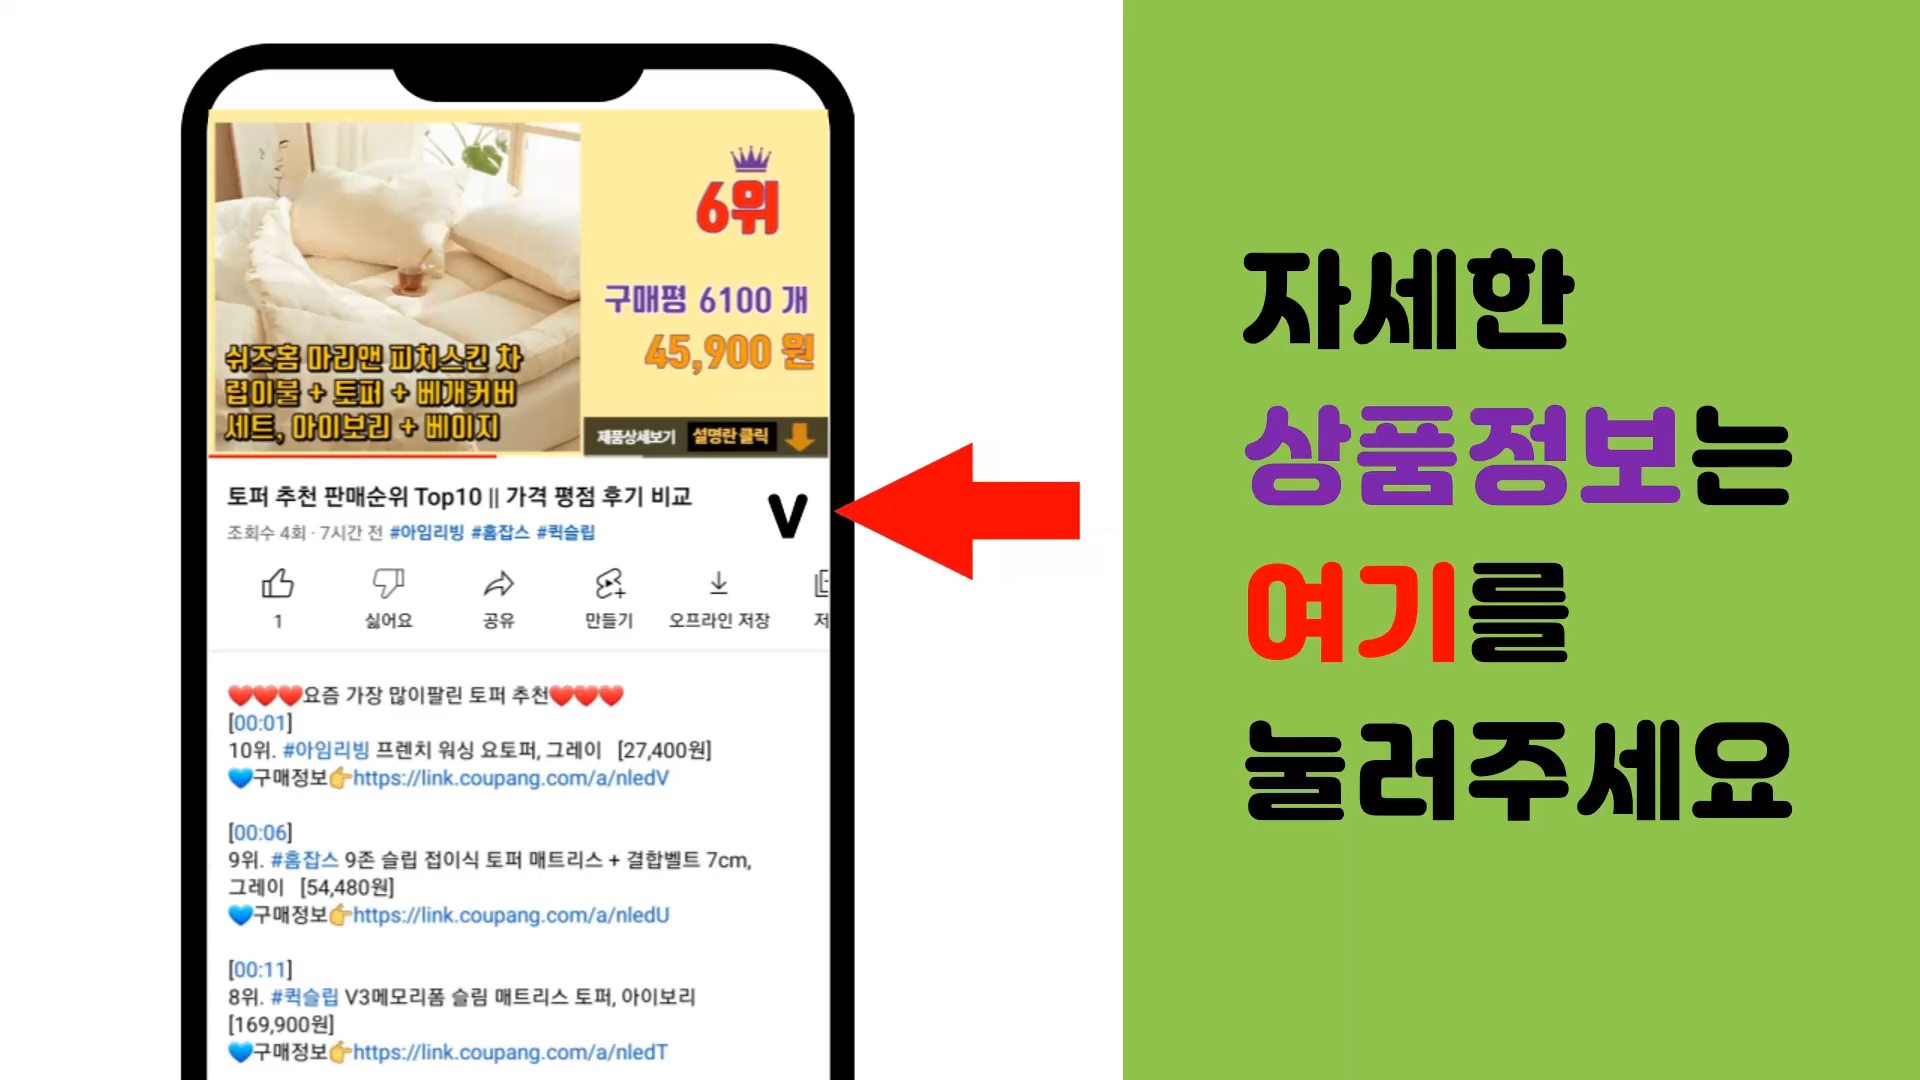 6위
구매평 6100 개
45,900 원
쉬즈홈 마리앤 피치스킨 차
렵이불 + 토퍼 + 베개커버
세트, 아이보리 + 베이지
제품상세보기 설명란 클릭
토퍼 추천 판매순위 Top10 || 가격 평점 후기 비교
V
조회수 4회 · 7시간 전 #아임리빙 #홈잡스 #퀵슬립
1 싫어요 공유 만들기 오프라인 저장 저
❤️❤️❤️요즘 가장 많이팔린 토퍼 추천❤️❤️❤️
[00:01]
10위. #아임리빙 프렌치 워싱 요토퍼, 그레이 [27,400원]
💙구매정보👉https://link.coupang.com/a/nledV
[00:06]
9위. #홈잡스 9존 슬립 접이식 토퍼 매트리스 + 결합벨트 7cm,
그레이 [54,480원]
💙구매정보👉https://link.coupang.com/a/nledU
[00:11]
8위. #퀵슬립 V3메모리폼 슬림 매트리스 토퍼, 아이보리
[169,900원]
💙구매정보👉https://link.coupang.com/a/nledT
자세한
상품정보는
여기를
눌러주세요